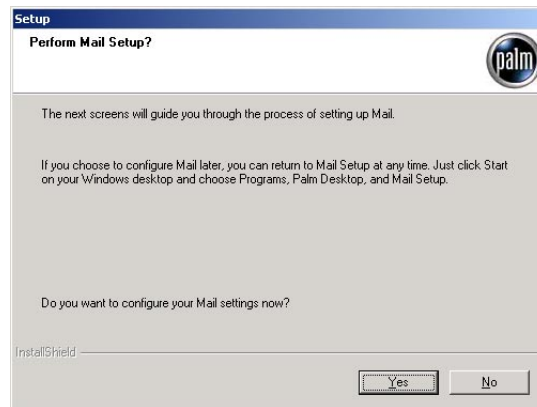 Setup
Perform Mail Setup?
palm
The next screens will guide you through the process of setting up Mail.
If you choose to configure Mail later, you can return to Mail Setup at any time. Just click Start
on your Windows desktop and choose Programs, Palm Desktop, and Mail Setup.
Do you want to configure your Mail settings now?
InstallShield
Yes
No